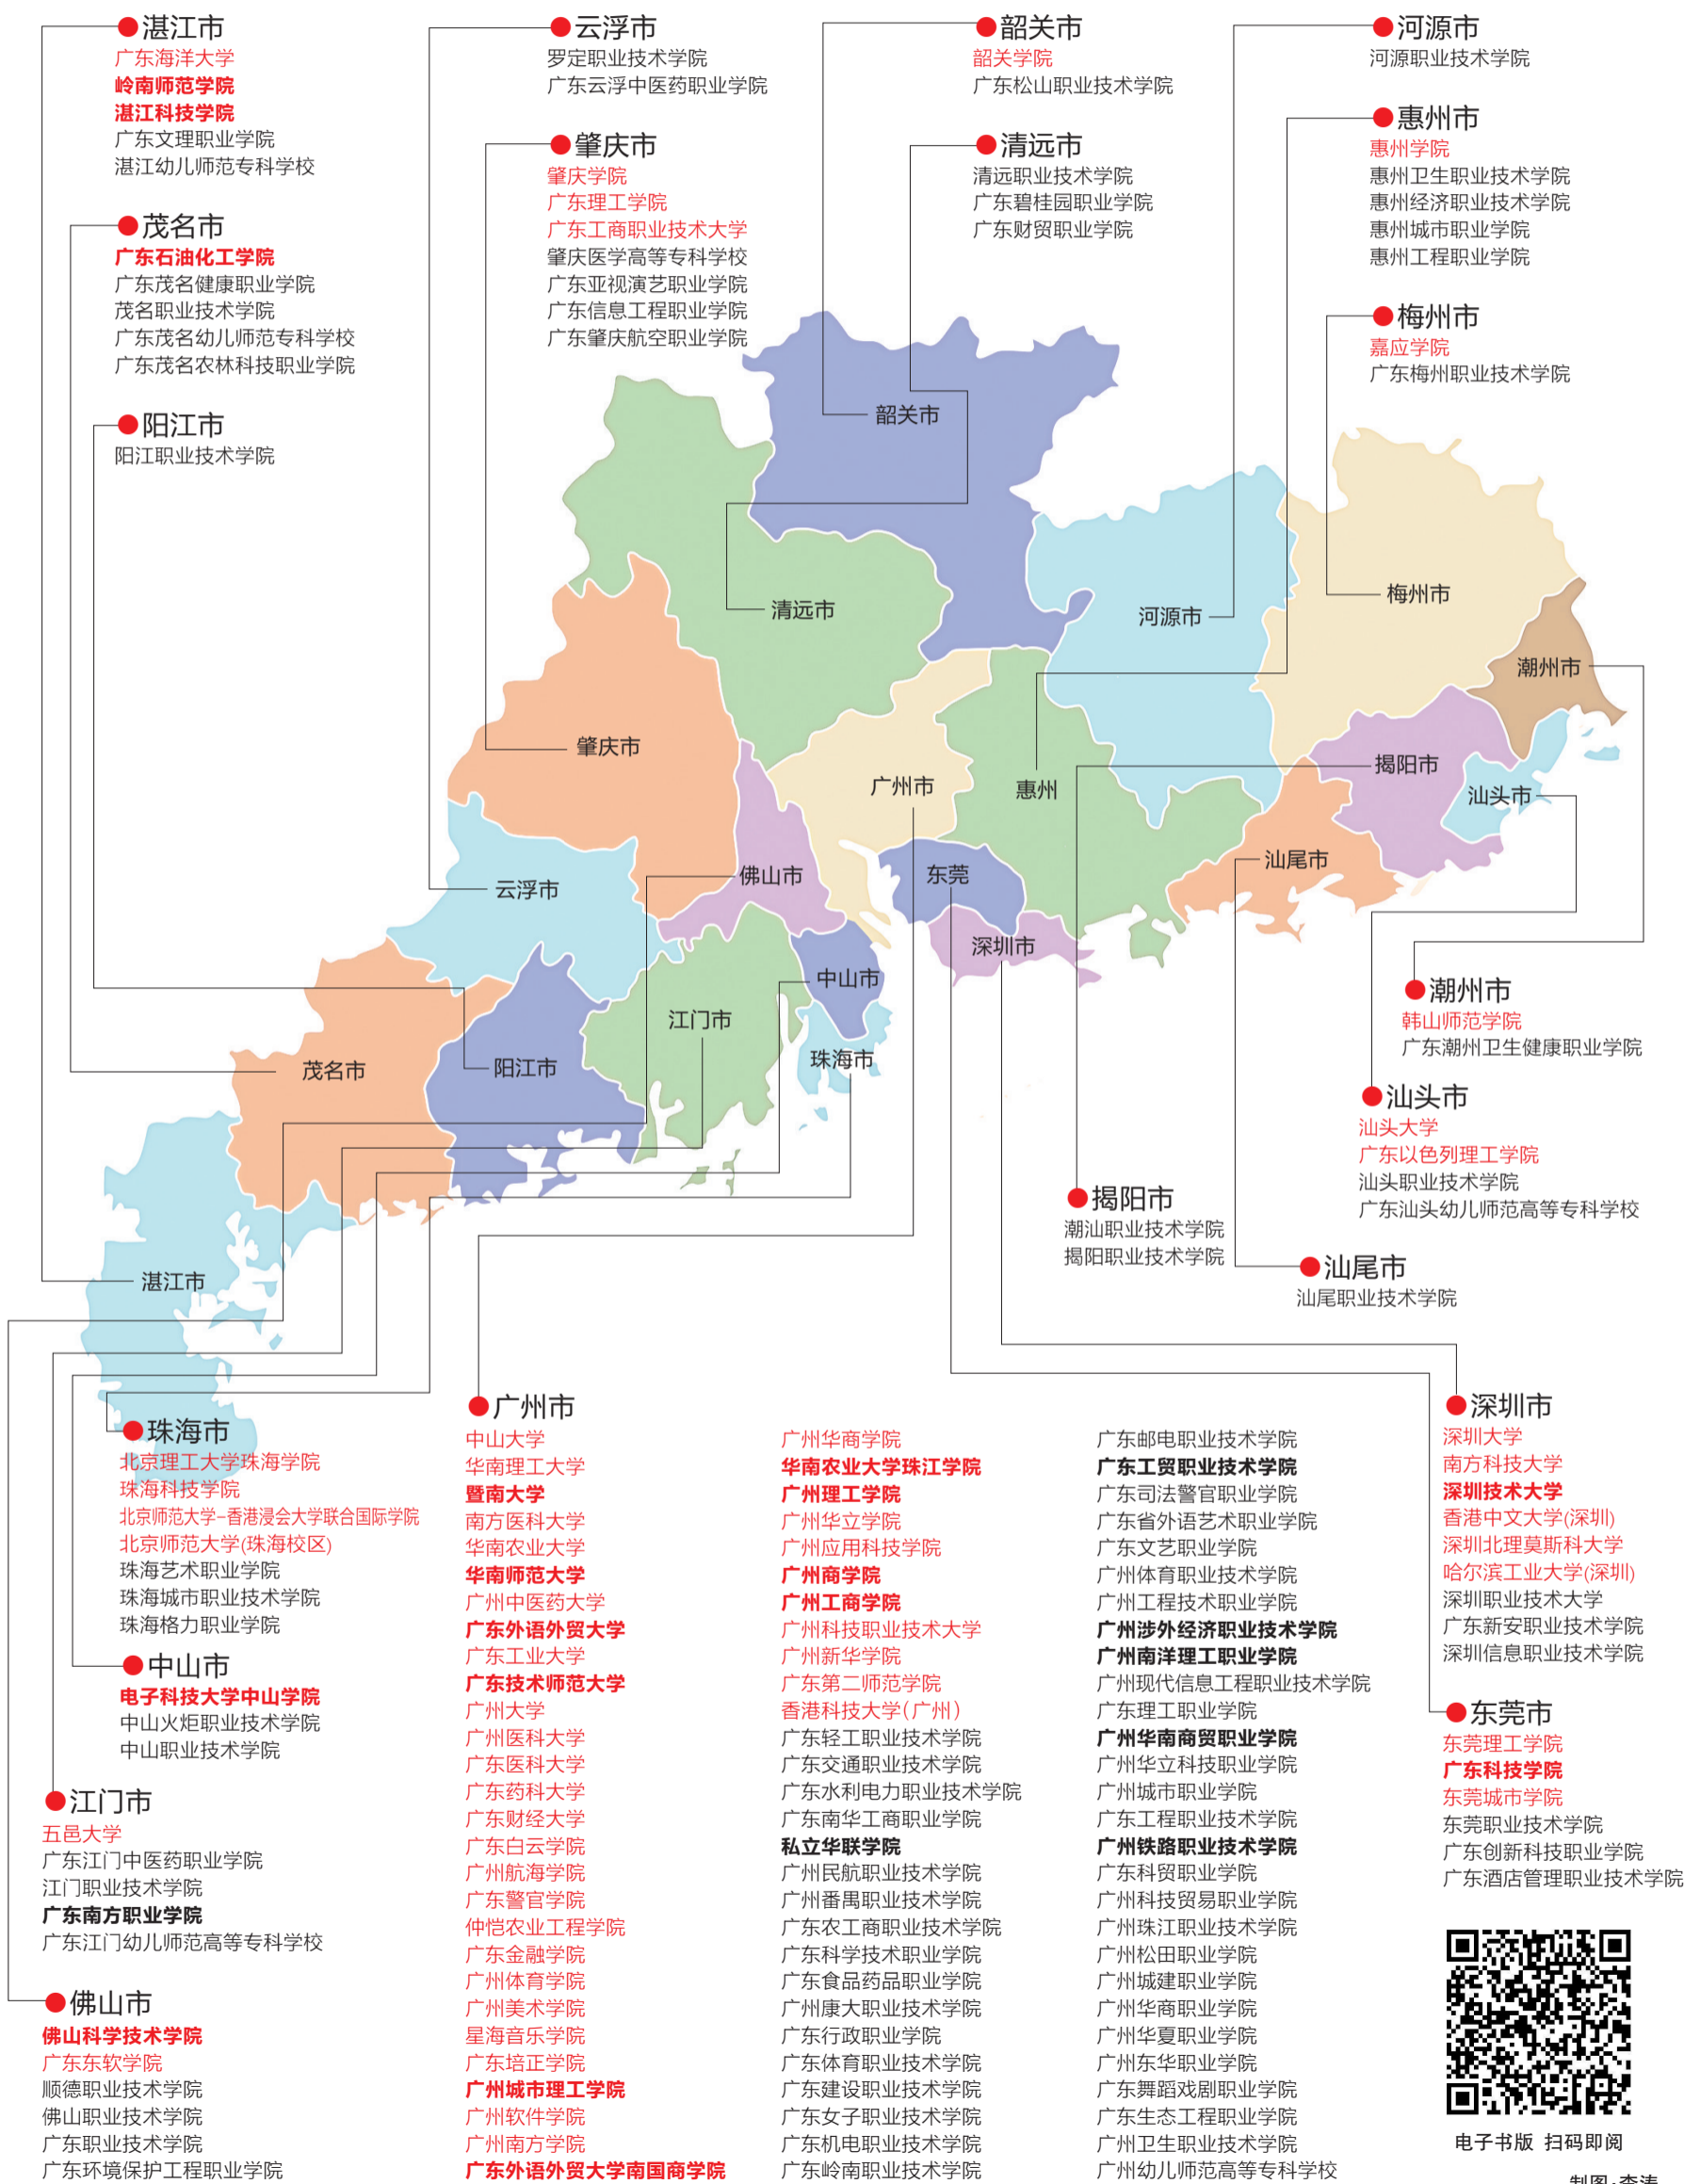 湛江市
广东海洋大学
岭南师范学院
湛江科技学院
广东文理职业学院
湛江幼儿师范专科学校
茂名市
广东石油化工学院
广东茂名健康职业学院
茂名职业技术学院
广东茂名幼儿师范专科学校
广东茂名农林科技职业学院
阳江市
阳江职业技术学院
云浮市
罗定职业技术学院
广东云浮中医药职业学院
肇庆市
肇庆学院
广东理工学院
广东工商职业技术大学
肇庆医学高等专科学校
广东亚视演艺职业学院
广东信息工程职业学院
广东肇庆航空职业学院
韶关市
韶关学院
广东松山职业技术学院
清远市
清远职业技术学院
广东碧桂园职业学院
广东财贸职业学院
河源市
河源职业技术学院
惠州市
惠州学院
惠州卫生职业技术学院
惠州经济职业技术学院
惠州城市职业学院
惠州工程职业学院
梅州市
嘉应学院
广东梅州职业技术学院
韶关市
清远市
河源市
梅州市
潮州市
肇庆市
广州市
惠州
揭阳市
汕头市
云浮市
佛山市
东莞
汕尾市
深圳市
中山市
江门市
珠海市
茂名市
阳江市
湛江市
潮州市
韩山师范学院
广东潮州卫生健康职业学院
汕头市
汕头大学
广东以色列理工学院
汕头职业技术学院
广东汕头幼儿师范高等专科学校
揭阳市
潮汕职业技术学院
揭阳职业技术学院
汕尾市
汕尾职业技术学院
珠海市
北京理工大学珠海学院
珠海科技学院
北京师范大学-香港浸会大学联合国际学院
北京师范大学(珠海校区)
珠海艺术职业学院
珠海城市职业技术学院
珠海格力职业学院
中山市
电子科技大学中山学院
中山火炬职业技术学院
中山职业技术学院
江门市
五邑大学
广东江门中医药职业学院
江门职业技术学院
广东南方职业学院
广东江门幼儿师范高等专科学校
佛山市
佛山科学技术学院
广东东软学院
顺德职业技术学院
佛山职业技术学院
广东职业技术学院
广东环境保护工程职业学院
广州市
中山大学
华南理工大学
暨南大学
南方医科大学
华南农业大学
华南师范大学
广州中医药大学
广东外语外贸大学
广东工业大学
广东技术师范大学
广州大学
广州医科大学
广东医科大学
广东药科大学
广东财经大学
广东白云学院
广州航海学院
广东警官学院
仲恺农业工程学院
广东金融学院
广州体育学院
广州美术学院
星海音乐学院
广东培正学院
广州城市理工学院
广州软件学院
广州南方学院
广东外语外贸大学南国商学院
广州华商学院
华南农业大学珠江学院
广州理工学院
广州华立学院
广州应用科技学院
广州商学院
广州工商学院
广州科技职业技术大学
广州新华学院
广东第二师范学院
香港科技大学(广州)
广东轻工职业技术学院
广东交通职业技术学院
广东水利电力职业技术学院
广东南华工商职业学院
私立华联学院
广州民航职业技术学院
广州番禺职业技术学院
广东农工商职业技术学院
广东科学技术职业学院
广东食品药品职业学院
广州康大职业技术学院
广东行政职业学院
广东体育职业技术学院
广东建设职业技术学院
广东女子职业技术学院
广东机电职业技术学院
广东岭南职业技术学院
广东邮电职业技术学院
广东工贸职业技术学院
广东司法警官职业学院
广东省外语艺术职业学院
广东文艺职业学院
广州体育职业技术学院
广州工程技术职业学院
广州涉外经济职业技术学院
广州南洋理工职业学院
广州现代信息工程职业技术学院
广东理工职业学院
广州华南商贸职业学院
广州华立科技职业学院
广州城市职业学院
广东工程职业技术学院
广州铁路职业技术学院
广东科贸职业学院
广州科技贸易职业学院
广州珠江职业技术学院
广州松田职业学院
广州城建职业学院
广州华商职业学院
广州华夏职业学院
广州东华职业学院
广东舞蹈戏剧职业学院
广东生态工程职业学院
广州卫生职业技术学院
广州幼儿师范高等专科学校
深圳市
深圳大学
南方科技大学
深圳技术大学
香港中文大学(深圳)
深圳北理莫斯科大学
哈尔滨工业大学(深圳)
深圳职业技术大学
广东新安职业技术学院
深圳信息职业技术学院
东莞市
东莞理工学院
广东科技学院
东莞城市学院
东莞职业技术学院
广东创新科技职业学院
广东酒店管理职业技术学院
电子书版 扫码即阅
制图·李涛